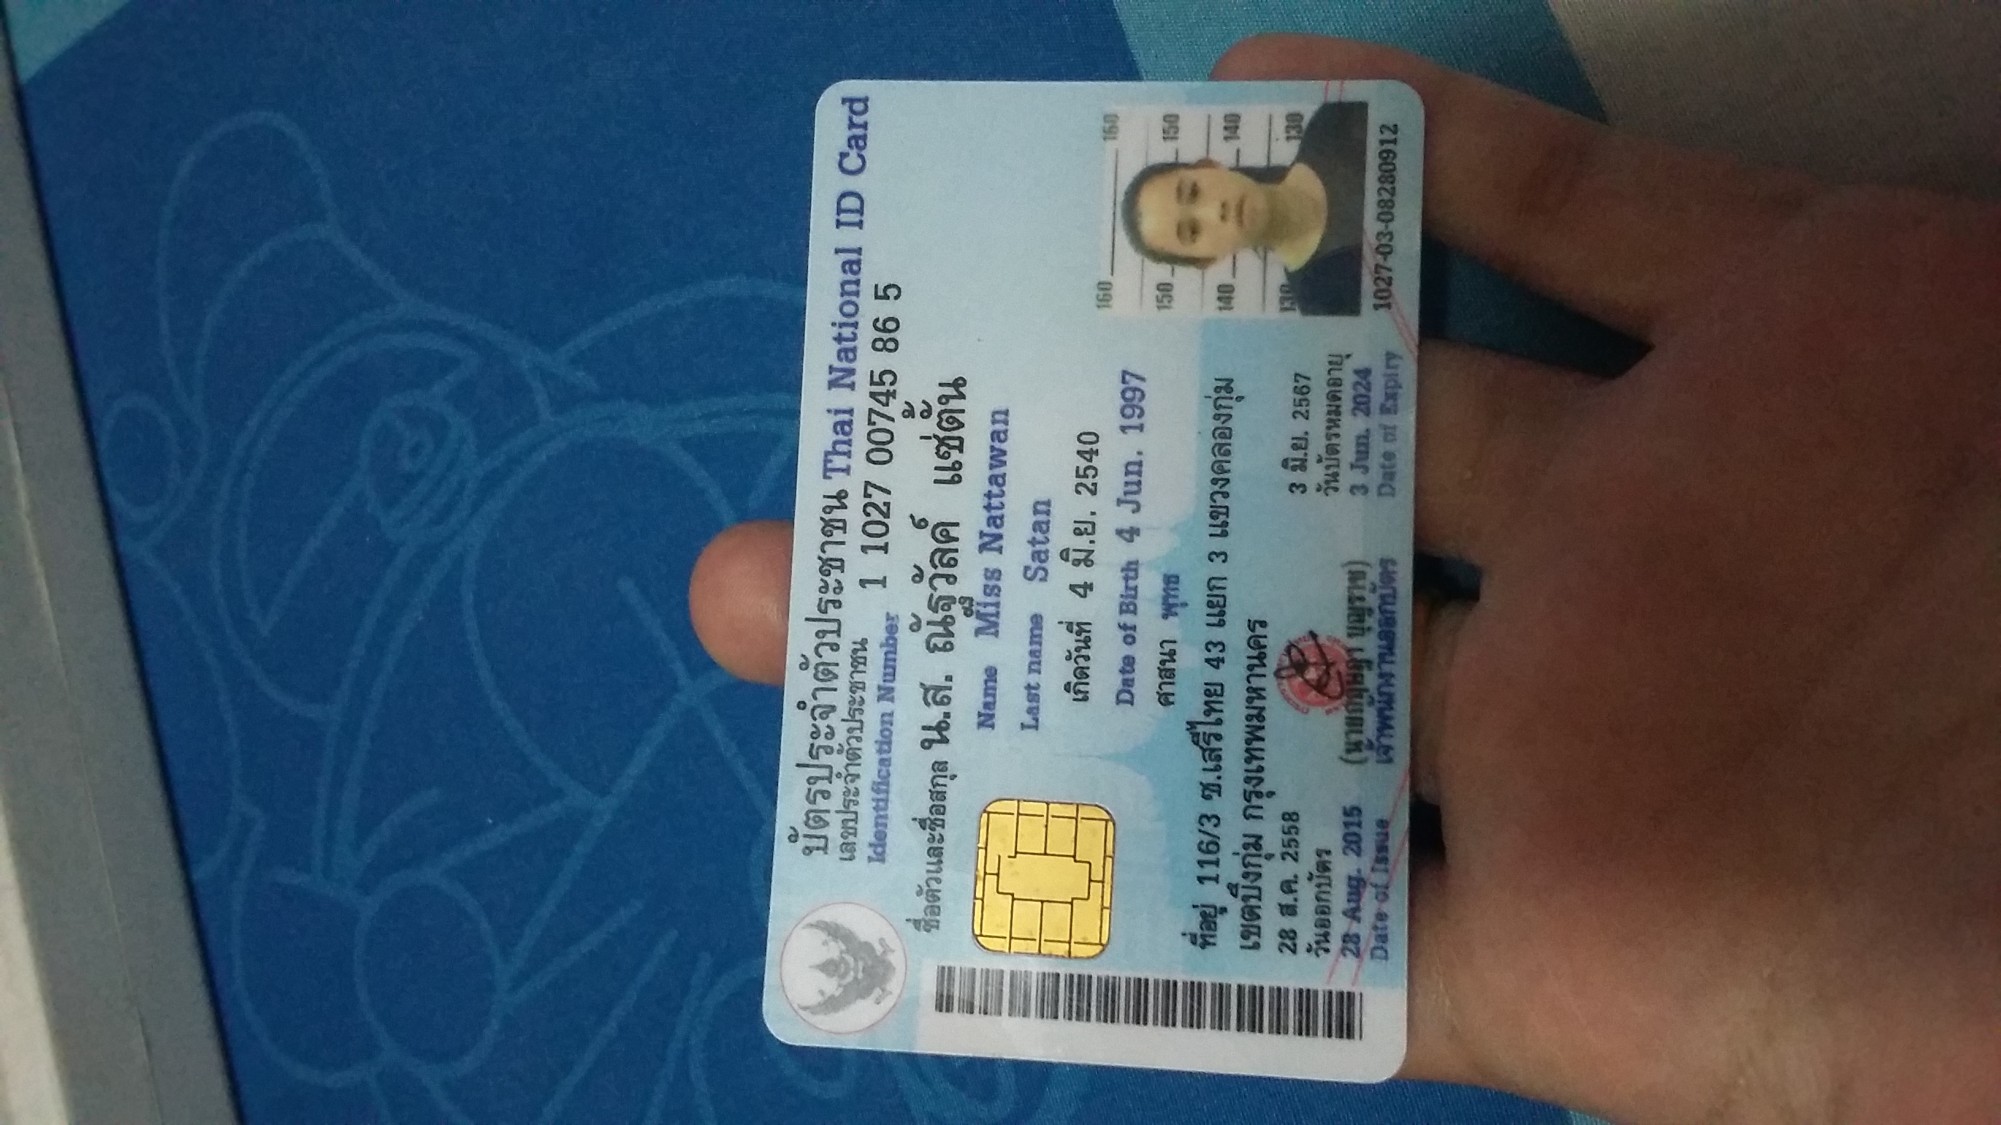 บัตรประจำตัวประชาชน Thai National ID Card
เลขประจำตัวประชาชน 1 1027 00745 86 5
Identification Number
ชื่อตัวและชื่อสกุล น.ส. ณัฐวัลค์ แซ่ตั้น
Name Miss Nattawan
Last name Satan
เกิดวันที่ 4 มิ.ย. 2540
Date of Birth 4 Jun. 1997
ศาสนา พุทธ
ที่อยู่ 116/3 ซ.เสรีไทย 43 แยก 3 แขวงคลองกุ่ม
เขตบึงกุ่ม กรุงเทพมหานคร
28 ส.ค. 2558
วันออกบัตร
28 Aug. 2015
Date of Issue
เจ้าพนักงานออกบัตร
3 มิ.ย. 2567
วันบัตรหมดอายุ
3 Jun. 2024
Date of Expiry
160 160
150 150
140 140
130 130
1027-03-08280912